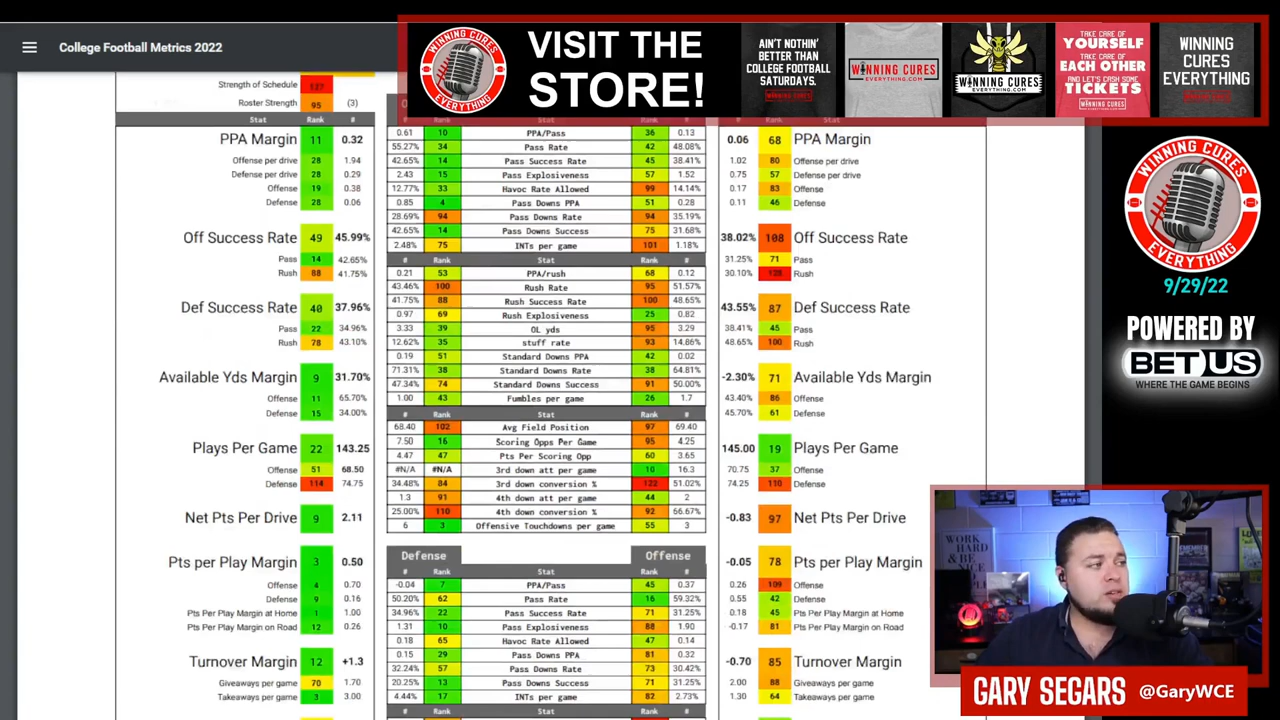 College Football Metrics 2022
VISIT THE
STORE!
WINNING CURES
EVERYTHING
AIN'T NOTHIN'
BETTER THAN
COLLEGE FOOTBALL
SATURDAYS.
WINNING CURES
WINNING CURES
TAKE CARE OF
YOURSELF
TAKE CARE OF
EACH OTHER
AND LET'S CASH SOME
TICKETS
WINNING
CURES
EVERYTHING
WINNING CURES
EVERYTHING
9/29/22
POWERED BY
BETUS
WHERE THE GAME BEGINS
Strength of Schedule 127
Roster Strength 95 (3)
Stat Rank #
PPA Margin 11 0.32
Offense per drive 28 1.94
Defense per drive 28 0.29
Offense 19 0.38
Defense 28 0.06
Off Success Rate 49 45.99%
Pass 14 42.65%
Rush 88 41.75%
Def Success Rate 40 37.96%
Pass 22 34.96%
Rush 78 43.10%
Available Yds Margin 9 31.70%
Offense 11 65.70%
Defense 15 34.00%
Plays Per Game 22 143.25
Offense 51 68.50
Defense 114 74.75
Net Pts Per Drive 9 2.11
Pts per Play Margin 3 0.50
Offense 4 0.70
Defense 9 0.16
Pts Per Play Margin at Home 1 1.00
Pts Per Play Margin on Road 12 0.26
Turnover Margin 12 +1.3
Giveaways per game 70 1.70
Takeaways per game 3 3.00
0.61 10 PPA/Pass 36 0.13
55.27% 34 Pass Rate 42 48.08%
42.65% 14 Pass Success Rate 45 38.41%
2.43 15 Pass Explosiveness 57 1.52
12.77% 33 Havoc Rate Allowed 99 14.14%
0.85 4 Pass Downs PPA 51 0.28
28.69% 94 Pass Downs Rate 94 35.19%
42.65% 14 Pass Downs Success 75 31.68%
2.48% 75 INTs per game 101 1.18%
# Rank Stat Rank #
0.21 53 PPA/rush 68 0.12
43.46% 100 Rush Rate 95 51.57%
41.75% 88 Rush Success Rate 100 48.65%
0.97 69 Rush Explosiveness 25 0.82
3.33 39 OL yds 95 3.29
12.62% 35 stuff rate 93 14.86%
0.19 51 Standard Downs PPA 42 0.02
71.31% 38 Standard Downs Rate 38 64.81%
47.34% 74 Standard Downs Success 91 50.00%
1.00 43 Fumbles per game 26 1.7
# Rank Stat Rank #
68.40 102 Avg Field Position 97 69.40
7.50 16 Scoring Opps Per Game 95 4.25
4.47 47 Pts Per Scoring Opp 60 3.65
#N/A #N/A 3rd down att per game 10 16.3
34.48% 84 3rd down conversion % 122 51.02%
1.3 91 4th down att per game 44 2
25.00% 110 4th down conversion % 92 66.67%
6 3 Offensive Touchdowns per game 55 3
Defense Offense
# Rank Stat Rank #
-0.04 7 PPA/Pass 45 0.37
50.20% 62 Pass Rate 16 59.32%
34.96% 22 Pass Success Rate 71 31.25%
1.31 10 Pass Explosiveness 88 1.90
0.18 65 Havoc Rate Allowed 47 0.14
0.15 29 Pass Downs PPA 81 0.32
32.24% 57 Pass Downs Rate 73 30.42%
20.25% 13 Pass Downs Success 71 31.25%
4.44% 17 INTs per game 82 2.73%
# Rank Stat Rank #
# Rank Stat
0.06 68 PPA Margin
1.02 80 Offense per drive
0.75 57 Defense per drive
0.17 83 Offense
0.11 46 Defense
38.02% 108 Off Success Rate
31.25% 71 Pass
30.10% 128 Rush
43.55% 87 Def Success Rate
38.41% 45 Pass
48.65% 100 Rush
-2.30% 71 Available Yds Margin
43.40% 86 Offense
45.70% 61 Defense
145.00 19 Plays Per Game
70.75 37 Offense
74.25 110 Defense
-0.83 97 Net Pts Per Drive
-0.05 78 Pts per Play Margin
0.26 109 Offense
0.55 42 Defense
0.18 45 Pts Per Play Margin at Home
-0.17 81 Pts Per Play Margin on Road
-0.70 85 Turnover Margin
2.00 88 Giveaways per game
1.30 64 Takeaways per game
WORK
HARD &
BE
GARY SEGARS @GaryWCE